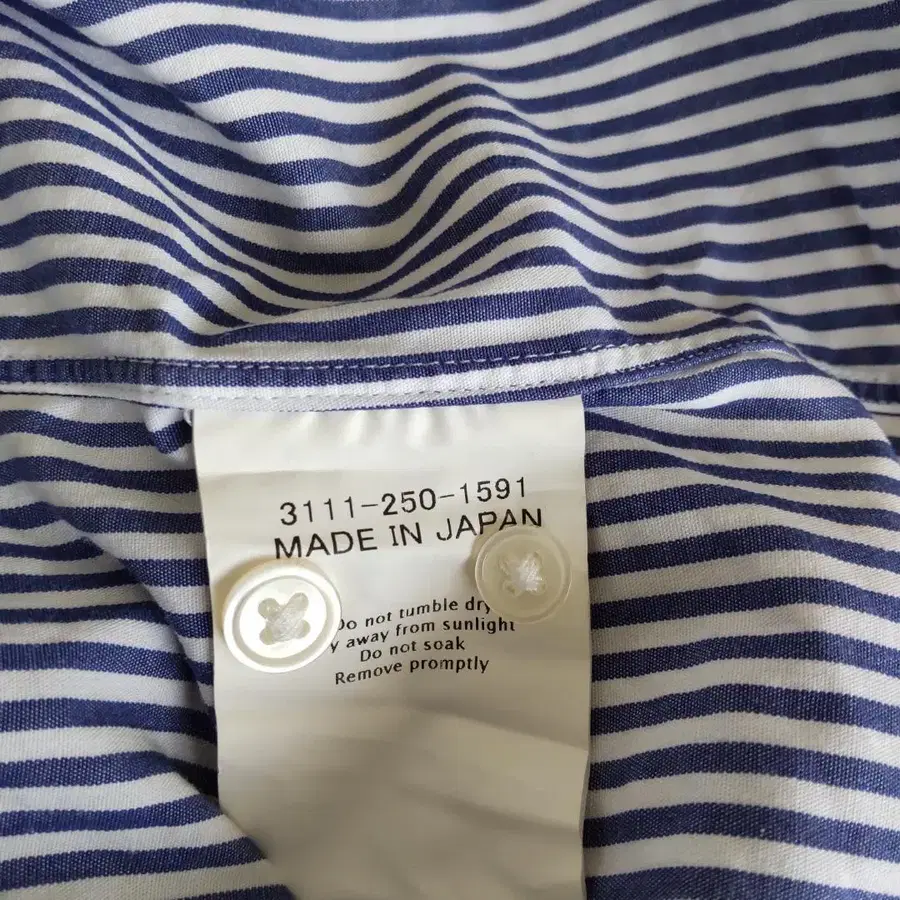 3111-250-1591
MADE IN JAPAN
Do not tumble dry
away from sunlight
Do not soak
Remove promptly